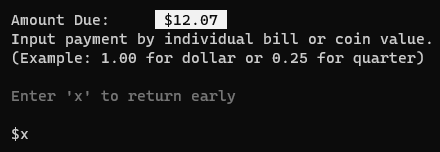 Amount Due: $12.07
Input payment by individual bill or coin value.
(Example: 1.00 for dollar or 0.25 for quarter)
Enter 'x' to return early
$x